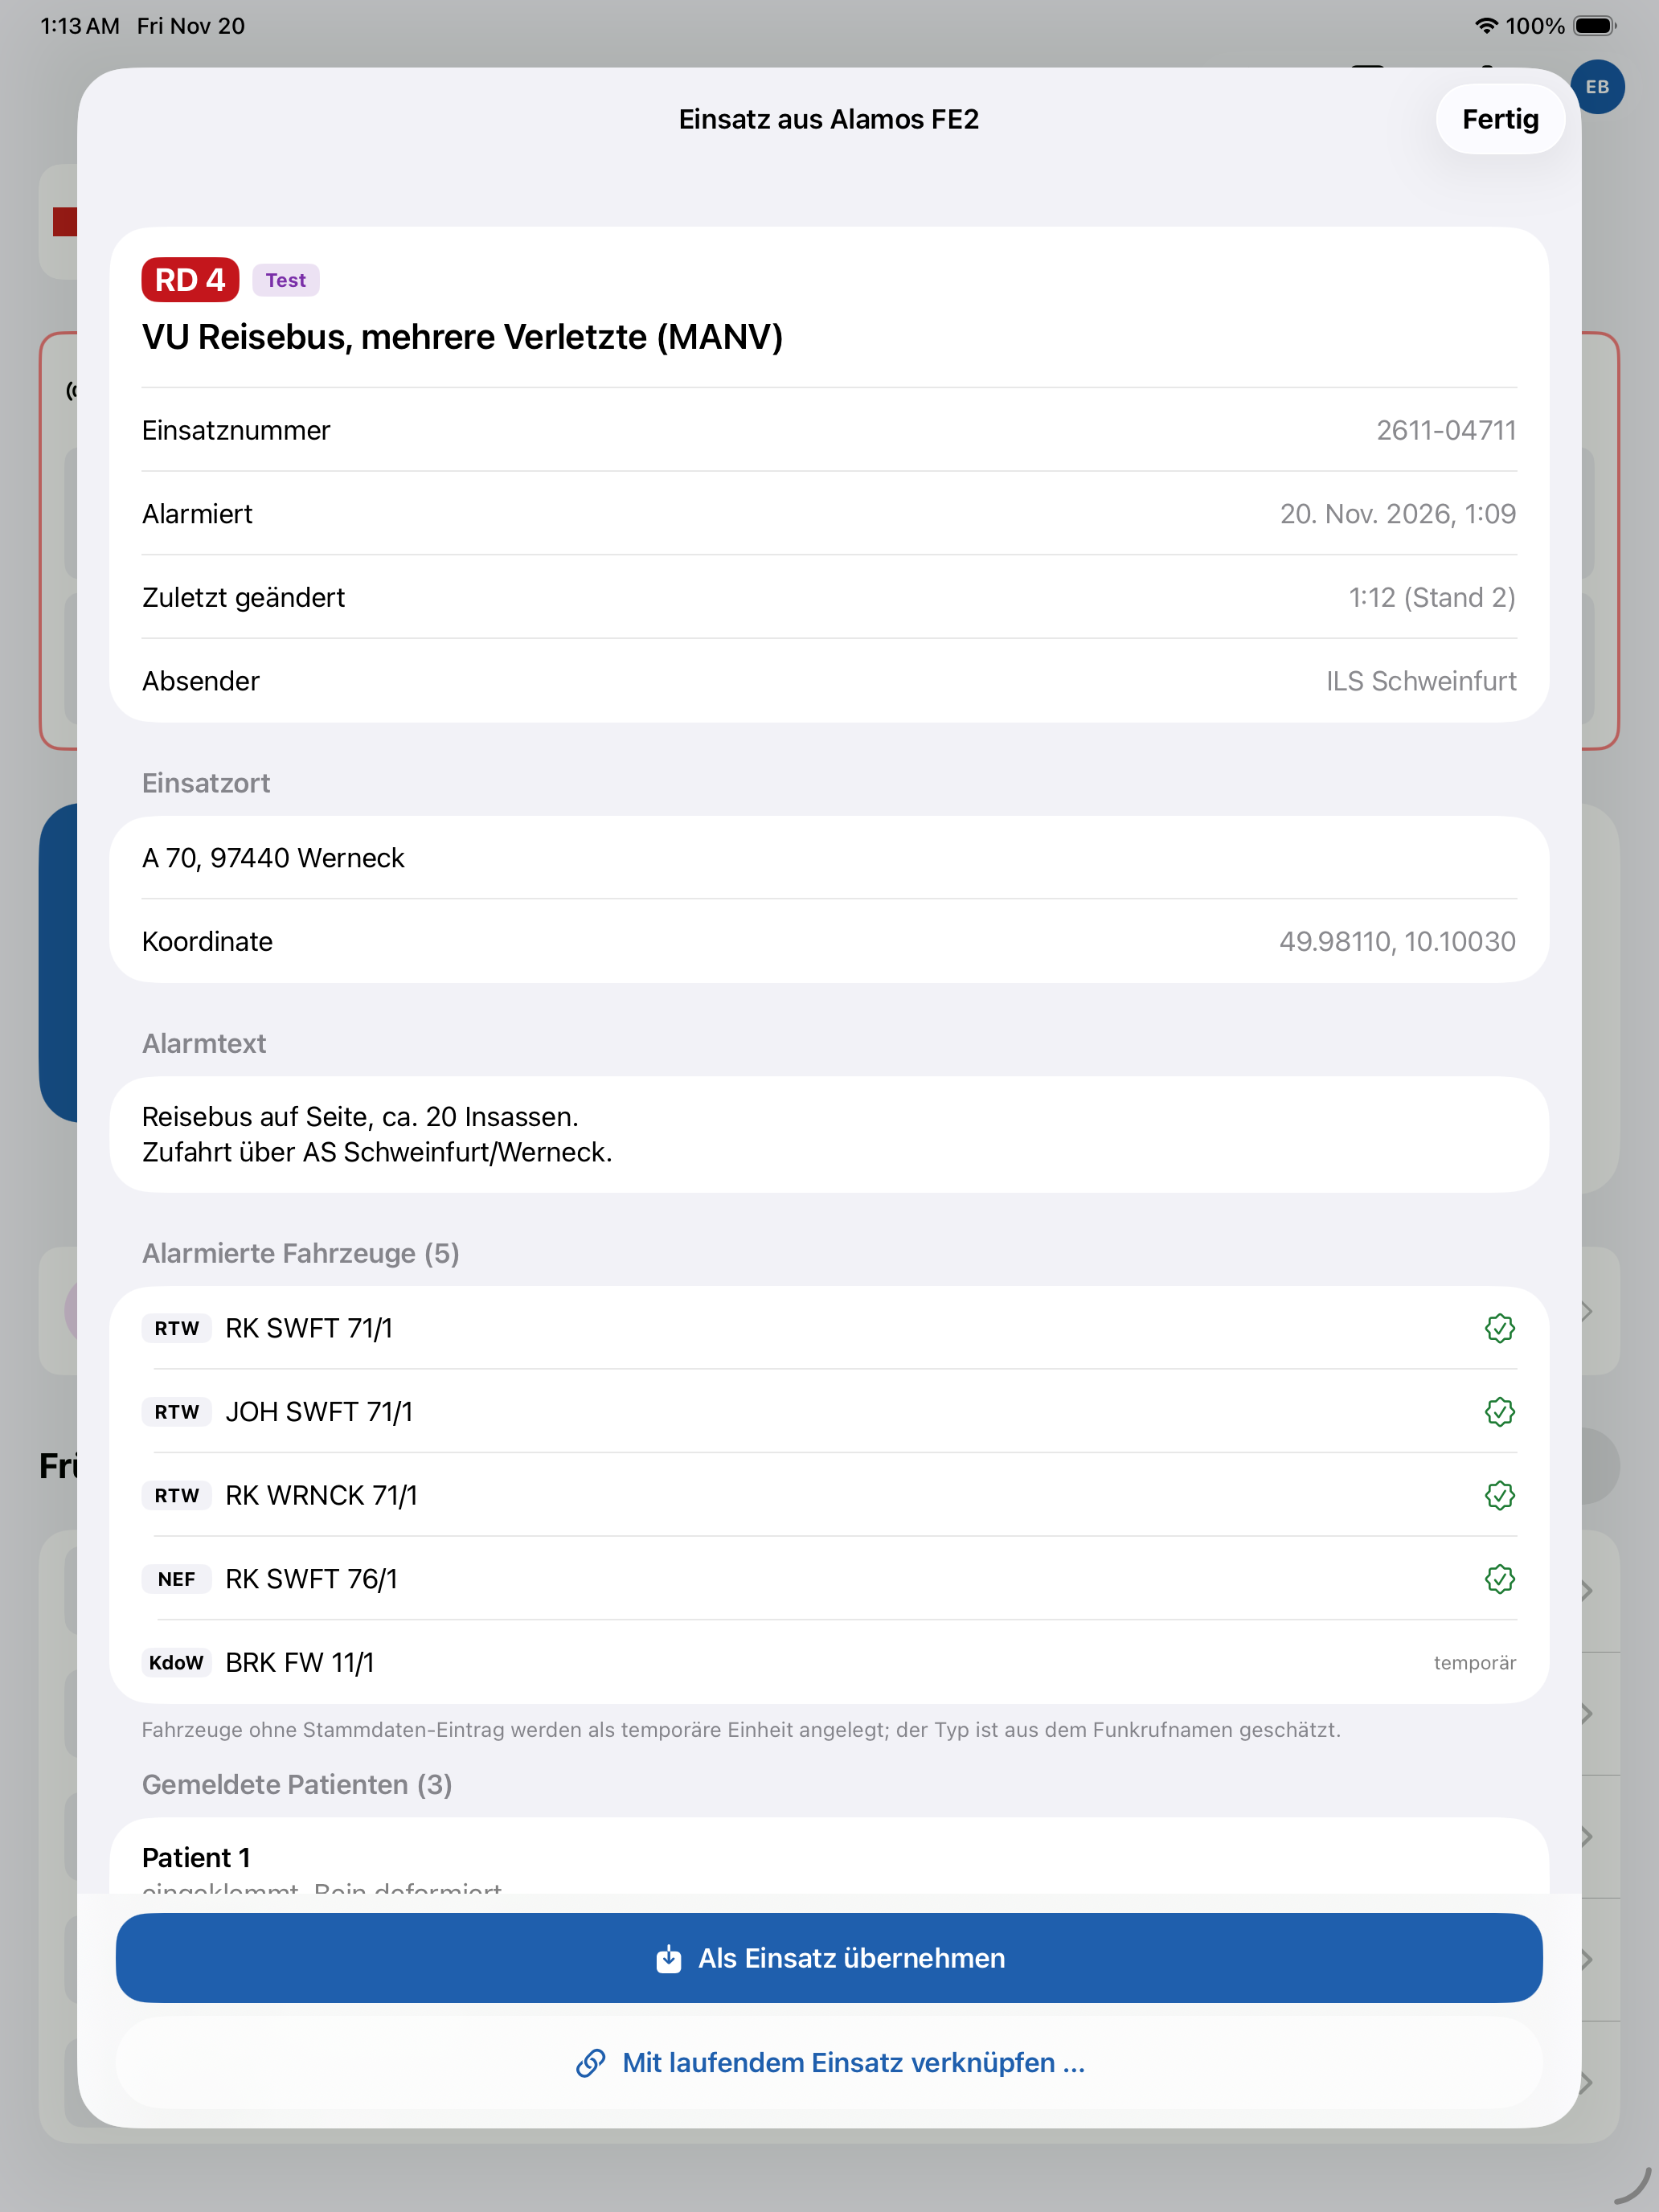 1:13 AM Fri Nov 20
100%
EB
Einsatz aus Alamos FE2
Fertig
RD 4
Test
VU Reisebus, mehrere Verletzte (MANV)
Einsatznummer
2611-04711
Alarmiert
20. Nov. 2026, 1:09
Zuletzt geändert
1:12 (Stand 2)
Absender
ILS Schweinfurt
Einsatzort
A 70, 97440 Werneck
Koordinate
49.98110, 10.10030
Alarmtext
Reisebus auf Seite, ca. 20 Insassen.
Zufahrt über AS Schweinfurt/Werneck.
Alarmierte Fahrzeuge (5)
RTW RK SWFT 71/1
RTW JOH SWFT 71/1
RTW RK WRNCK 71/1
Frü
NEF RK SWFT 76/1
KdoW BRK FW 11/1
temporär
Fahrzeuge ohne Stammdaten-Eintrag werden als temporäre Einheit angelegt; der Typ ist aus dem Funkrufnamen geschätzt.
Gemeldete Patienten (3)
Patient 1
eingeklemmt, Bein deformiert
Als Einsatz übernehmen
Mit laufendem Einsatz verknüpfen ...